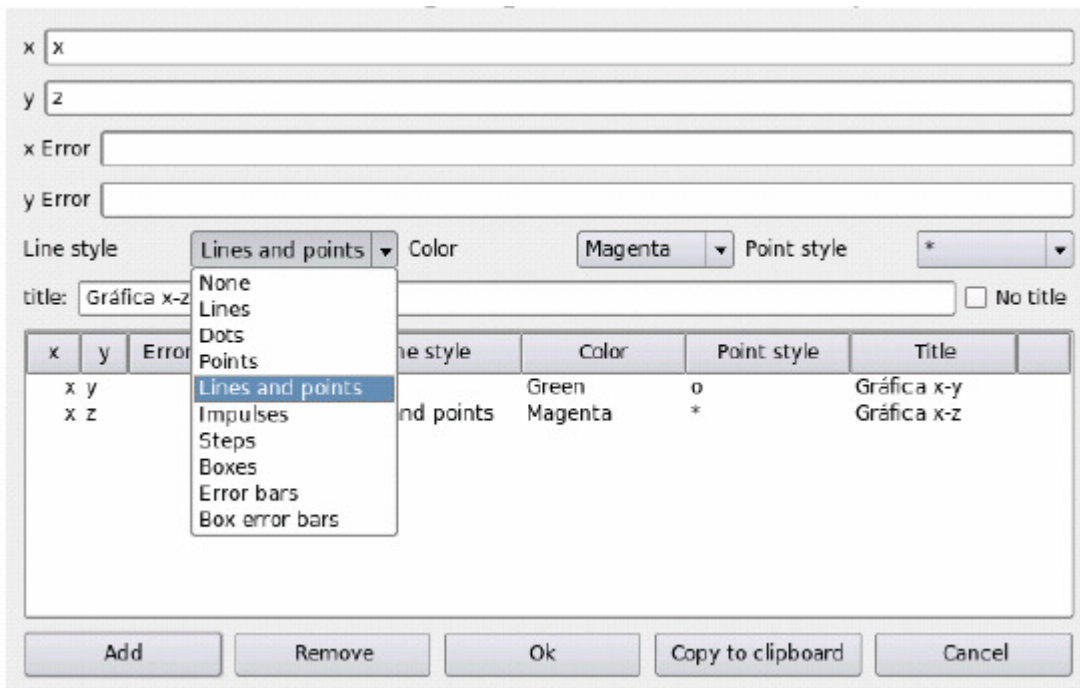 x x
y z
x Error
y Error
Line style Lines and points Color Magenta Point style *
None
Lines
Dots
Points
Lines and points
Impulses
Steps
Boxes
Error bars
Box error bars
title: Gráfica x-z No title
x y Error ne style Color Point style Title
x y Green o Gráfica x-y
x z nd points Magenta * Gráfica x-z
Add Remove Ok Copy to clipboard Cancel